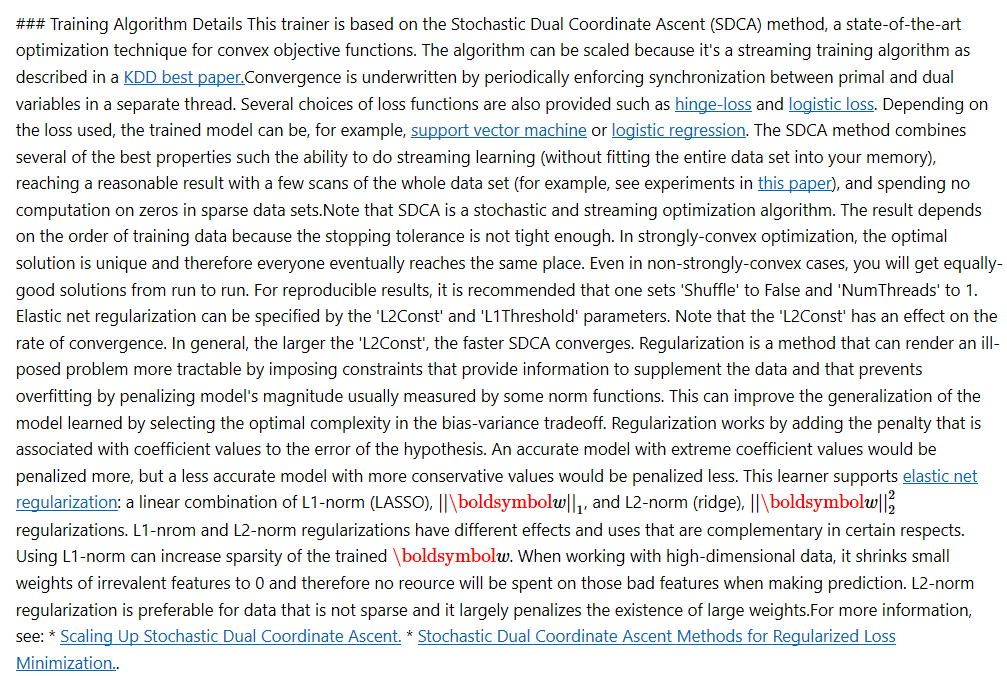 ### Training Algorithm Details This trainer is based on the Stochastic Dual Coordinate Ascent (SDCA) method, a state-of-the-art
optimization technique for convex objective functions. The algorithm can be scaled because it's a streaming training algorithm as
described in a KDD best paper.Convergence is underwritten by periodically enforcing synchronization between primal and dual
variables in a separate thread. Several choices of loss functions are also provided such as hinge-loss and logistic loss. Depending on
the loss used, the trained model can be, for example, support vector machine or logistic regression. The SDCA method combines
several of the best properties such the ability to do streaming learning (without fitting the entire data set into your memory),
reaching a reasonable result with a few scans of the whole data set (for example, see experiments in this paper), and spending no
computation on zeros in sparse data sets.Note that SDCA is a stochastic and streaming optimization algorithm. The result depends
on the order of training data because the stopping tolerance is not tight enough. In strongly-convex optimization, the optimal
solution is unique and therefore everyone eventually reaches the same place. Even in non-strongly-convex cases, you will get equally-
good solutions from run to run. For reproducible results, it is recommended that one sets 'Shuffle' to False and 'NumThreads' to 1.
Elastic net regularization can be specified by the 'L2Const' and 'L1Threshold' parameters. Note that the 'L2Const' has an effect on the
rate of convergence. In general, the larger the 'L2Const', the faster SDCA converges. Regularization is a method that can render an ill-
posed problem more tractable by imposing constraints that provide information to supplement the data and that prevents
overfitting by penalizing model's magnitude usually measured by some norm functions. This can improve the generalization of the
model learned by selecting the optimal complexity in the bias-variance tradeoff. Regularization works by adding the penalty that is
associated with coefficient values to the error of the hypothesis. An accurate model with extreme coefficient values would be
penalized more, but a less accurate model with more conservative values would be penalized less. This learner supports elastic net
regularization: a linear combination of L1-norm (LASSO), ||\boldsymbolw||₁, and L2-norm (ridge), ||\boldsymbolw||₂²
regularizations. L1-nrom and L2-norm regularizations have different effects and uses that are complementary in certain respects.
Using L1-norm can increase sparsity of the trained \boldsymbolw. When working with high-dimensional data, it shrinks small
weights of irrevalent features to 0 and therefore no reource will be spent on those bad features when making prediction. L2-norm
regularization is preferable for data that is not sparse and it largely penalizes the existence of large weights.For more information,
see: * Scaling Up Stochastic Dual Coordinate Ascent. * Stochastic Dual Coordinate Ascent Methods for Regularized Loss
Minimization..